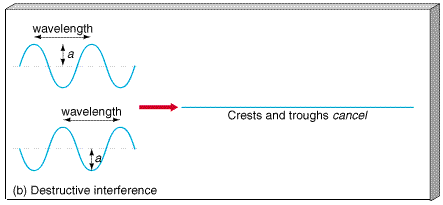 wavelength
a
wavelength
a
Crests and troughs cancel
(b) Destructive interference